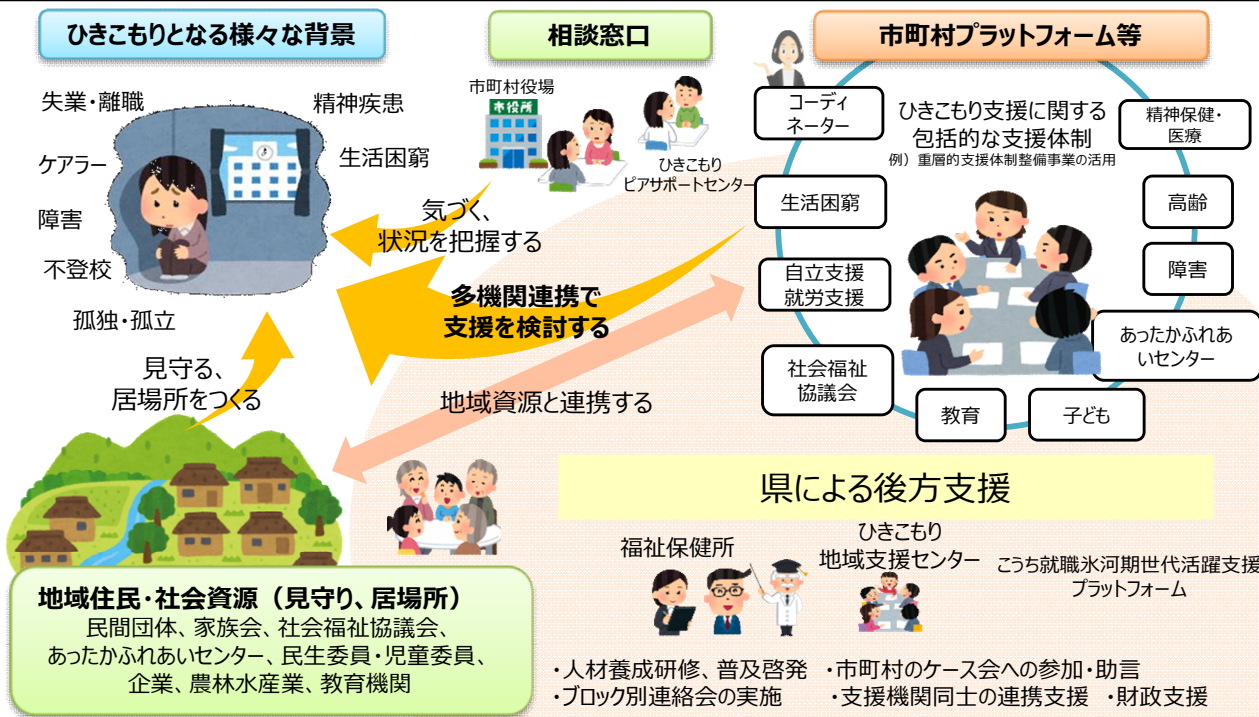 ひきこもりとなる様々な背景
失業・離職
精神疾患
ケアラー
生活困窮
障害
不登校
孤独・孤立
相談窓口
市町村役場
市役所
ひきこもり
ピアサポートセンター
気づく、
状況を把握する
多機関連携で
支援を検討する
見守る、
居場所をつくる
地域資源と連携する
市町村プラットフォーム等
コーディ
ネーター
ひきこもり支援に関する
包括的な支援体制
例）重層的支援体制整備事業の活用
精神保健・
医療
生活困窮
高齢
自立支援
就労支援
障害
社会福祉
協議会
あったかふれあ
いセンター
教育
子ども
県による後方支援
福祉保健所
ひきこもり
地域支援センター
こうち就職氷河期世代活躍支援
プラットフォーム
・人材養成研修、普及啓発
・市町村のケース会への参加・助言
・ブロック別連絡会の実施
・支援機関同士の連携支援
・財政支援
地域住民・社会資源（見守り、居場所）
民間団体、家族会、社会福祉協議会、
あったかふれあいセンター、民生委員・児童委員、
企業、農林水産業、教育機関